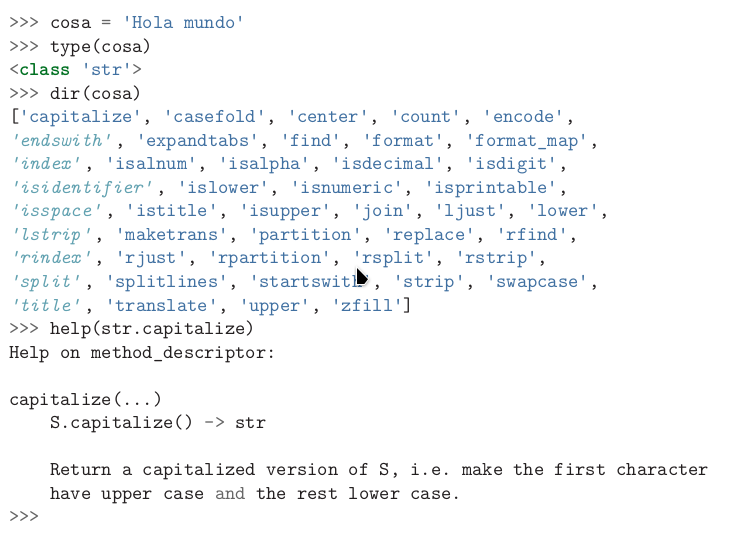 >>> cosa = 'Hola mundo'
>>> type(cosa)
<class 'str'>
>>> dir(cosa)
['capitalize', 'casefold', 'center', 'count', 'encode',
'endswith', 'expandtabs', 'find', 'format', 'format_map',
'index', 'isalnum', 'isalpha', 'isdecimal', 'isdigit',
'isidentifier', 'islower', 'isnumeric', 'isprintable',
'isspace', 'istitle', 'isupper', 'join', 'ljust', 'lower',
'lstrip', 'maketrans', 'partition', 'replace', 'rfind',
'rindex', 'rjust', 'rpartition', 'rsplit', 'rstrip',
'split', 'splitlines', 'startswith', 'strip', 'swapcase',
'title', 'translate', 'upper', 'zfill']
>>> help(str.capitalize)
Help on method_descriptor:

capitalize(...)
    S.capitalize() -> str

    Return a capitalized version of S, i.e. make the first character
    have upper case and the rest lower case.
>>>